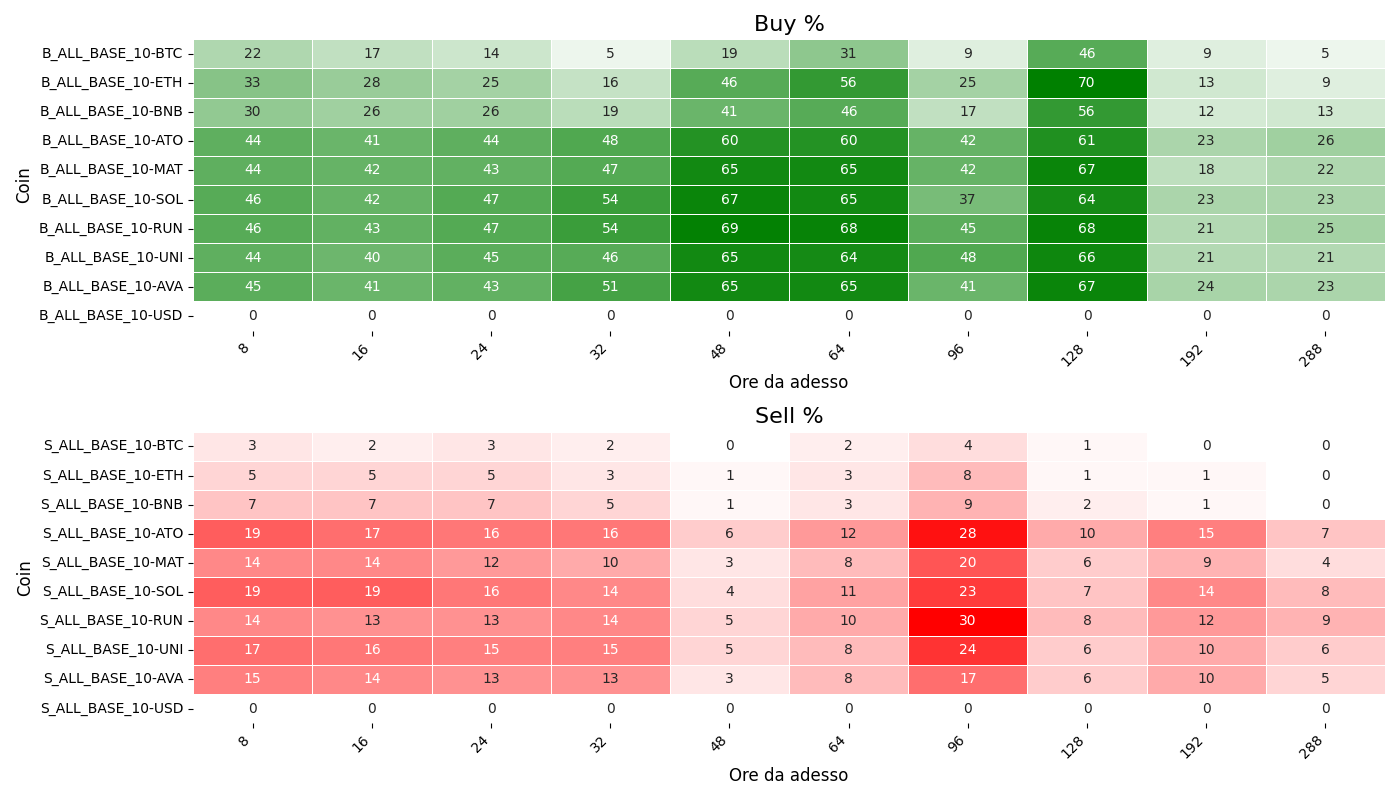 Buy %
Coin
B_ALL_BASE_10-BTC 22 17 14 5 19 31 9 46 9 5
B_ALL_BASE_10-ETH 33 28 25 16 46 56 25 70 13 9
B_ALL_BASE_10-BNB 30 26 26 19 41 46 17 56 12 13
B_ALL_BASE_10-ATO 44 41 44 48 60 60 42 61 23 26
B_ALL_BASE_10-MAT 44 42 43 47 65 65 42 67 18 22
B_ALL_BASE_10-SOL 46 42 47 54 67 65 37 64 23 23
B_ALL_BASE_10-RUN 46 43 47 54 69 68 45 68 21 25
B_ALL_BASE_10-UNI 44 40 45 46 65 64 48 66 21 21
B_ALL_BASE_10-AVA 45 41 43 51 65 65 41 67 24 23
B_ALL_BASE_10-USD 0 0 0 0 0 0 0 0 0 0
8 16 24 32 48 64 96 128 192 288
Ore da adesso
Sell %
Coin
S_ALL_BASE_10-BTC 3 2 3 2 0 2 4 1 0 0
S_ALL_BASE_10-ETH 5 5 5 3 1 3 8 1 1 0
S_ALL_BASE_10-BNB 7 7 7 5 1 3 9 2 1 0
S_ALL_BASE_10-ATO 19 17 16 16 6 12 28 10 15 7
S_ALL_BASE_10-MAT 14 14 12 10 3 8 20 6 9 4
S_ALL_BASE_10-SOL 19 19 16 14 4 11 23 7 14 8
S_ALL_BASE_10-RUN 14 13 13 14 5 10 30 8 12 9
S_ALL_BASE_10-UNI 17 16 15 15 5 8 24 6 10 6
S_ALL_BASE_10-AVA 15 14 13 13 3 8 17 6 10 5
S_ALL_BASE_10-USD 0 0 0 0 0 0 0 0 0 0
8 16 24 32 48 64 96 128 192 288
Ore da adesso